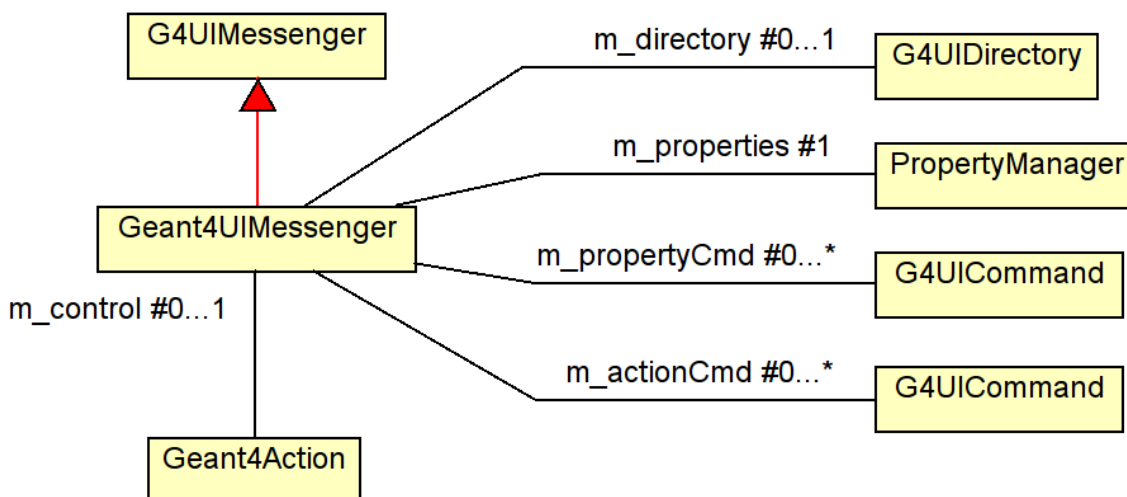 G4UIMessenger
m_directory #0...1
G4UIDirectory
m_properties #1
PropertyManager
Geant4UIMessenger
m_propertyCmd #0...*
G4UICommand
m_control #0...1
m_actionCmd #0...*
G4UICommand
Geant4Action